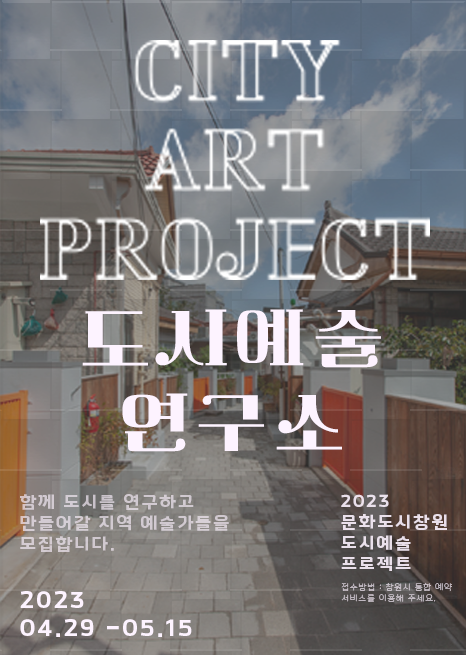 CITY
ART
PROJECT
도시예술
연구소
함께 도시를 연구하고
만들어갈 지역 예술가들을
모집합니다.
2023
04.29 -05.15
2023
문화도시창원
도시예술
프로젝트
접수방법 : 창원시 통합 예약
서비스를 이용해 주세요.